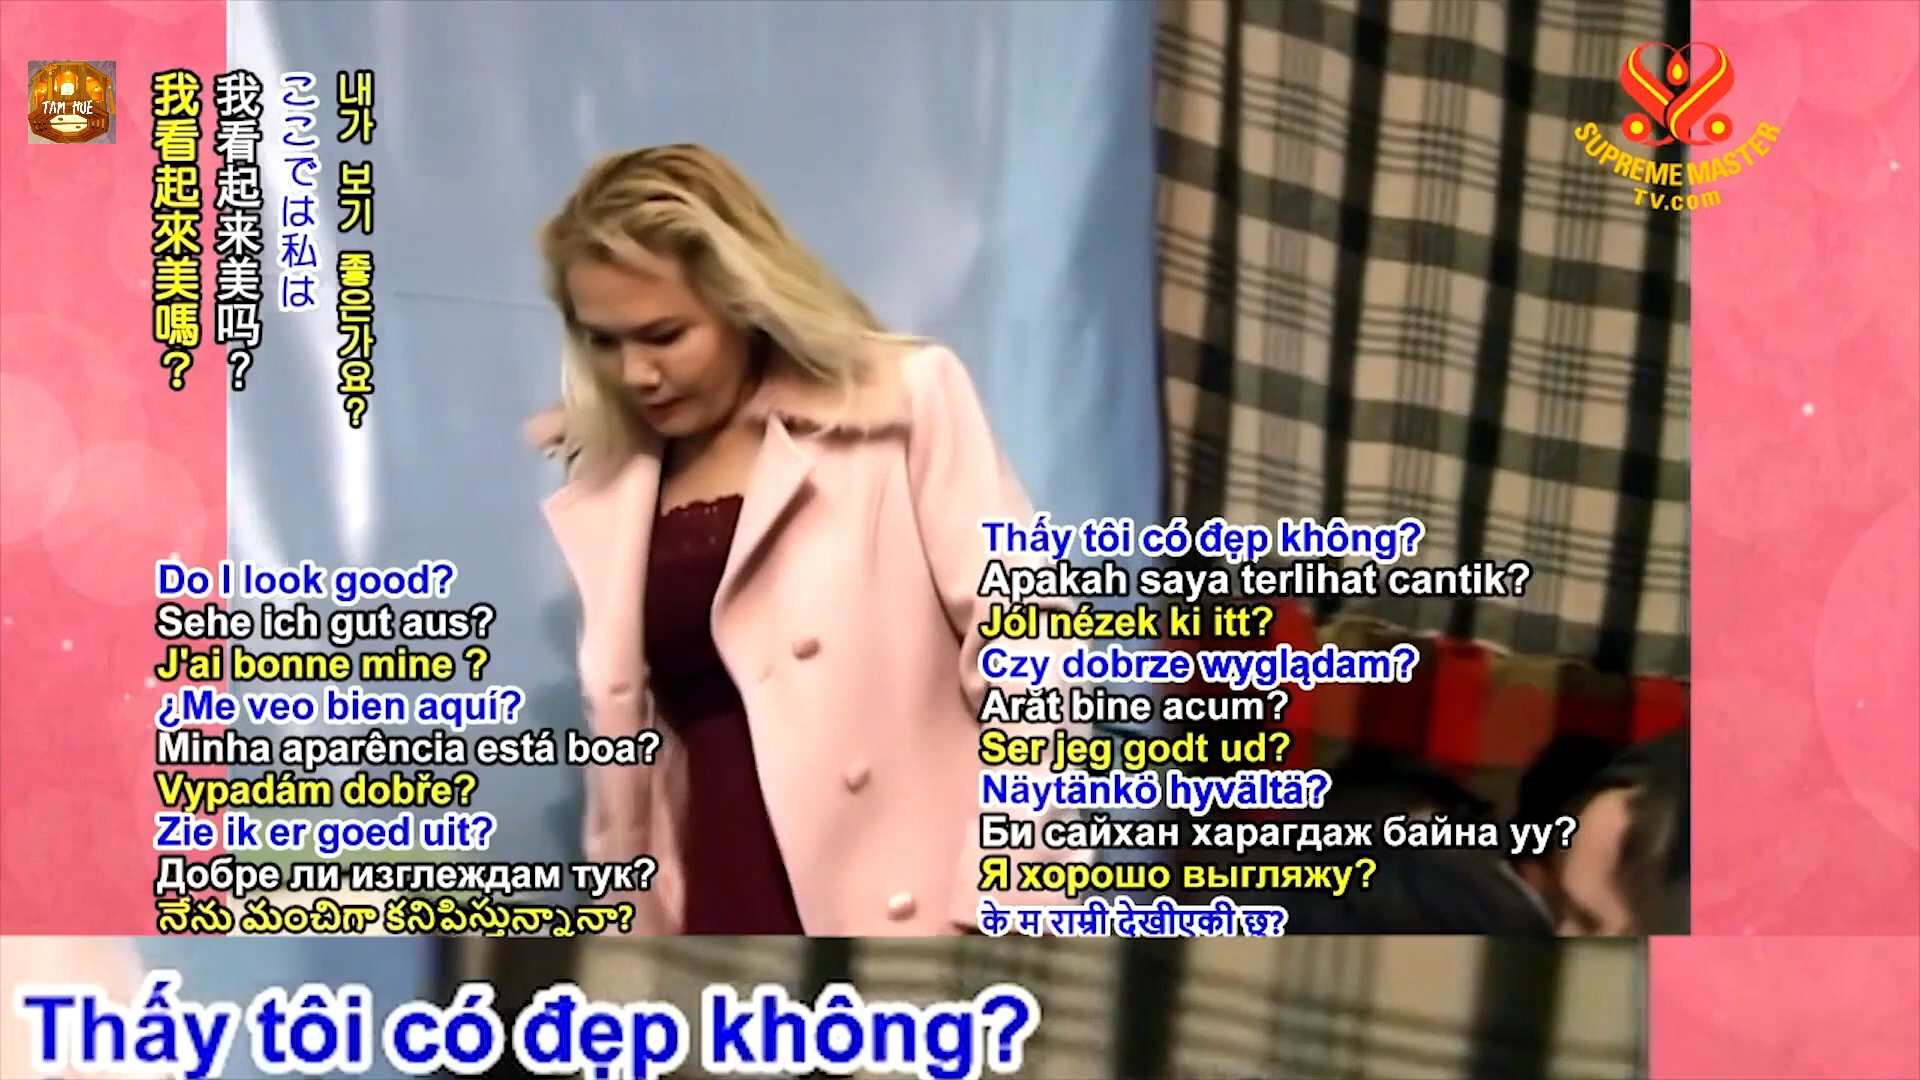 TAM HUE
我看起來美嗎?
我看起来美吗?
ここでは私は
내가 보기 좋은가요?
SUPREME MASTER
TV.com
Do I look good?
Sehe ich gut aus?
J'ai bonne mine ?
¿Me veo bien aquí?
Minha aparência está boa?
Vypadám dobře?
Zie ik er goed uit?
Добре ли изглеждам тук?
నేను మంచిగా కనిపిస్తున్నానా?
Thấy tôi có đẹp không?
Apakah saya terlihat cantik?
Jól nézek ki itt?
Czy dobrze wyglądam?
Arăt bine acum?
Ser jeg godt ud?
Näytänkö hyvältä?
Би сайхан харагдаж байна уу?
Я хорошо выгляжу?
के म राम्री देखीएकी छु?
Thấy tôi có đẹp không?